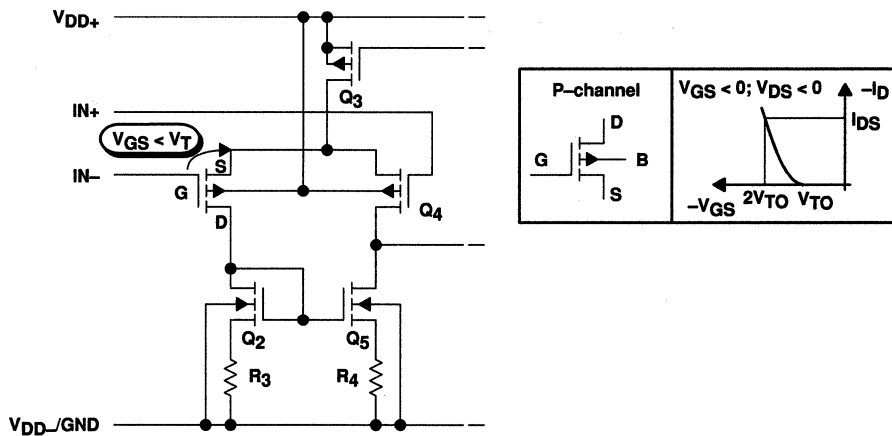 VDD+
Q3
IN+
VGS < VT
S
IN–
G
D
Q4
Q2
Q5
R3
R4
VDD–/GND
P–channel
D
G
B
S
VGS < 0; VDS < 0
–ID
IDS
–VGS
2VTO
VTO